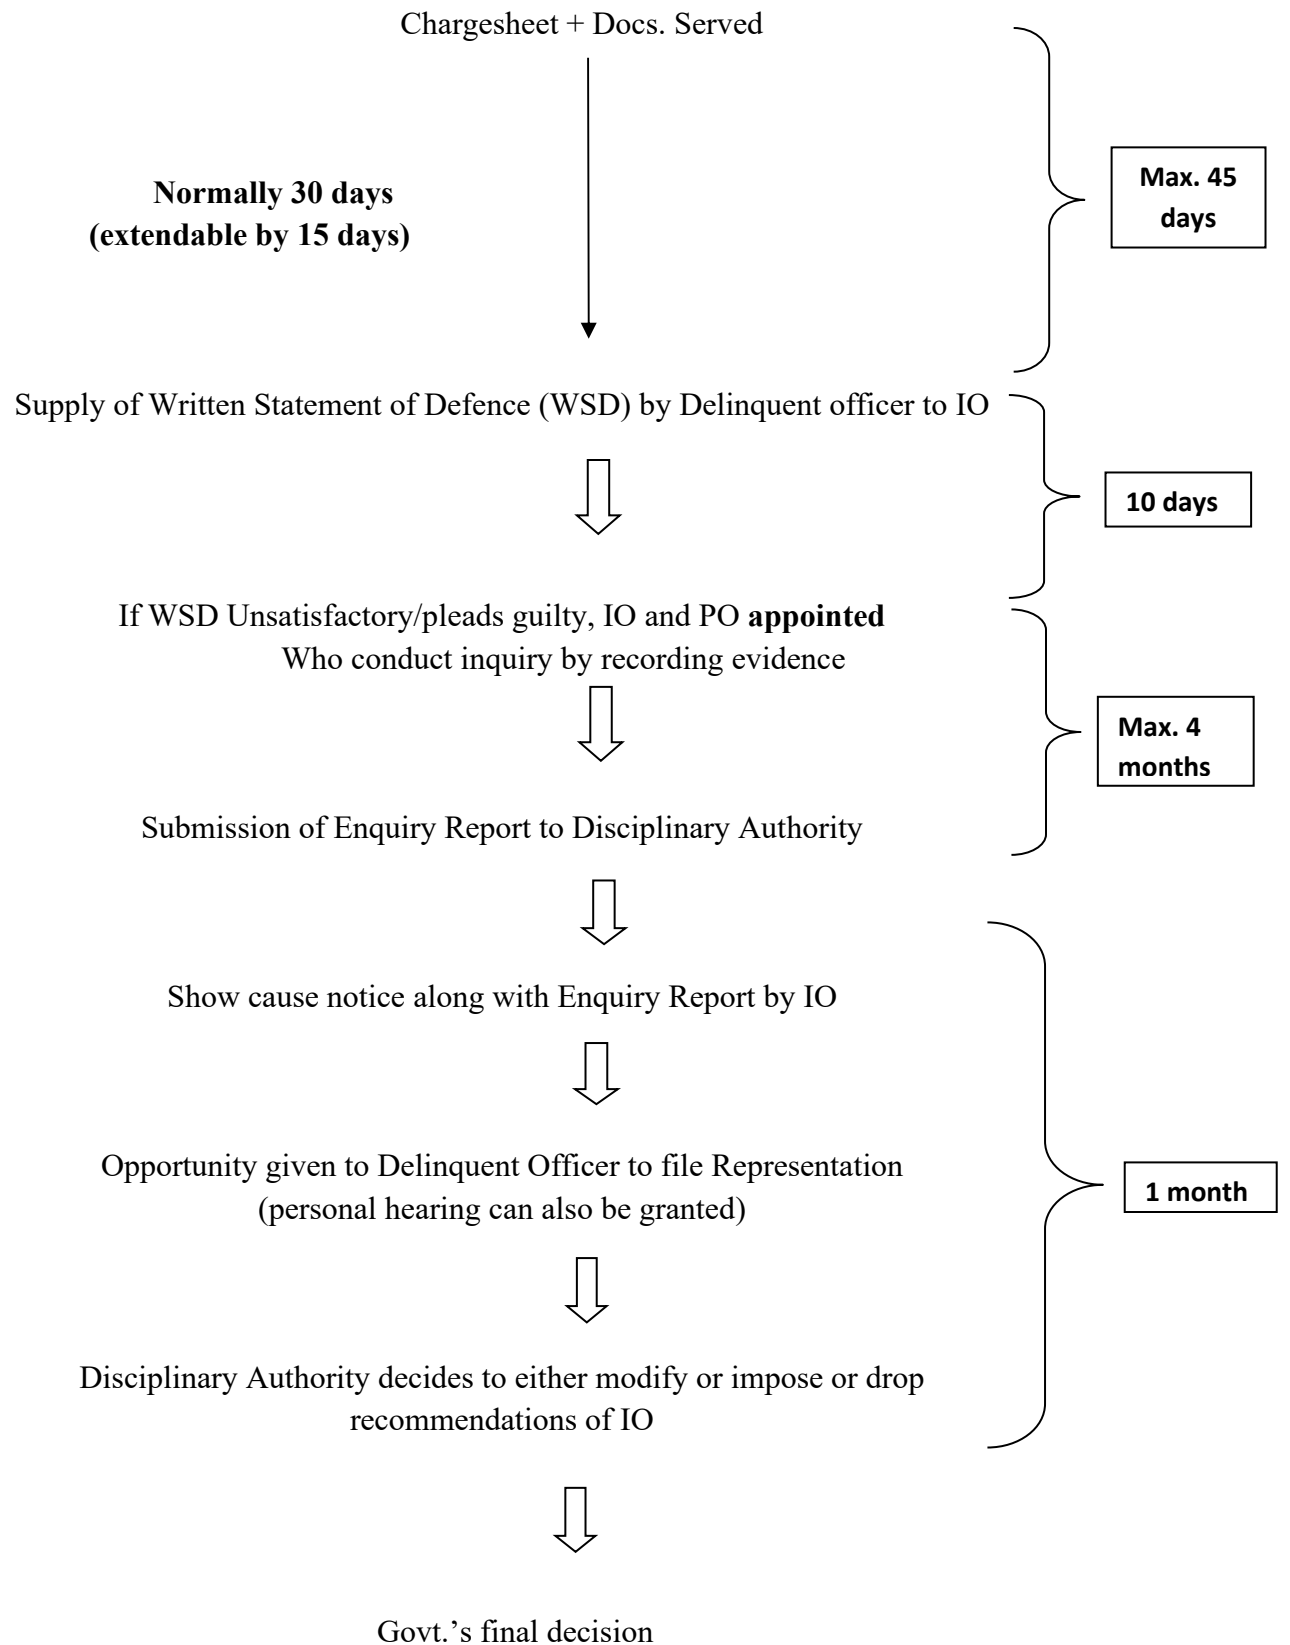 Chargesheet + Docs. Served
Normally 30 days
(extendable by 15 days)
Max. 45
days
Supply of Written Statement of Defence (WSD) by Delinquent officer to IO
10 days
If WSD Unsatisfactory/pleads guilty, IO and PO appointed
Who conduct inquiry by recording evidence
Max. 4
months
Submission of Enquiry Report to Disciplinary Authority
Show cause notice along with Enquiry Report by IO
Opportunity given to Delinquent Officer to file Representation
(personal hearing can also be granted)
1 month
Disciplinary Authority decides to either modify or impose or drop
recommendations of IO
Govt.’s final decision